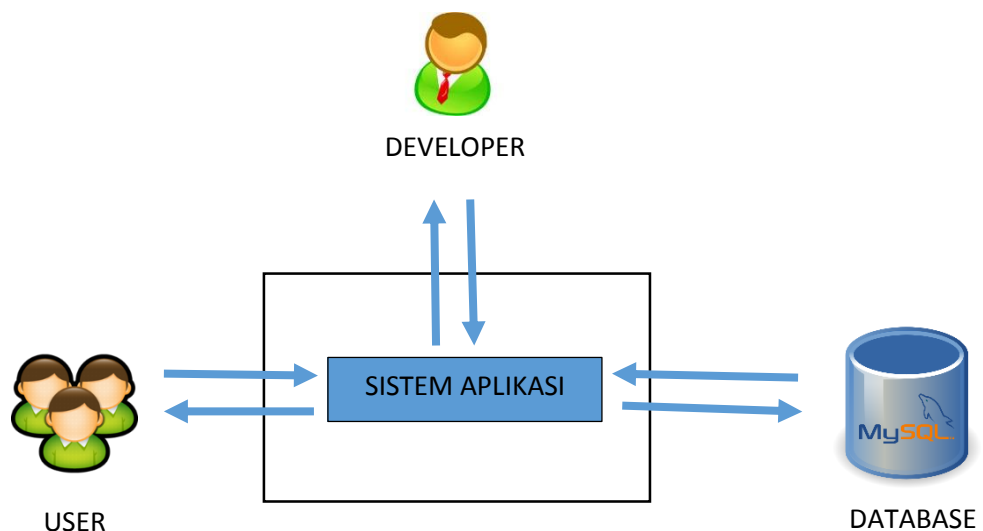 DEVELOPER
SISTEM APLIKASI
MySQL
USER
DATABASE